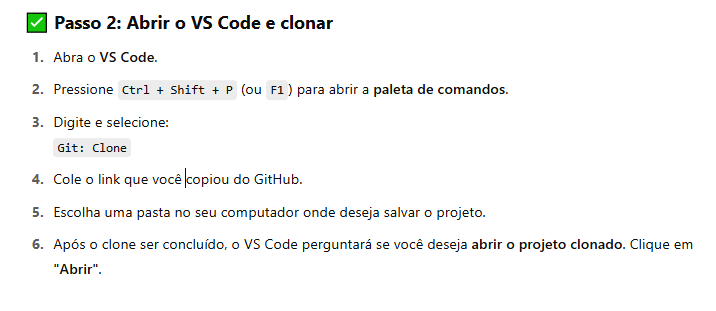 ✅ Passo 2: Abrir o VS Code e clonar
1. Abra o VS Code.
2. Pressione Ctrl + Shift + P (ou F1) para abrir a paleta de comandos.
3. Digite e selecione:
Git: Clone
4. Cole o link que você copiou do GitHub.
5. Escolha uma pasta no seu computador onde deseja salvar o projeto.
6. Após o clone ser concluído, o VS Code perguntará se você deseja abrir o projeto clonado. Clique em
"Abrir".